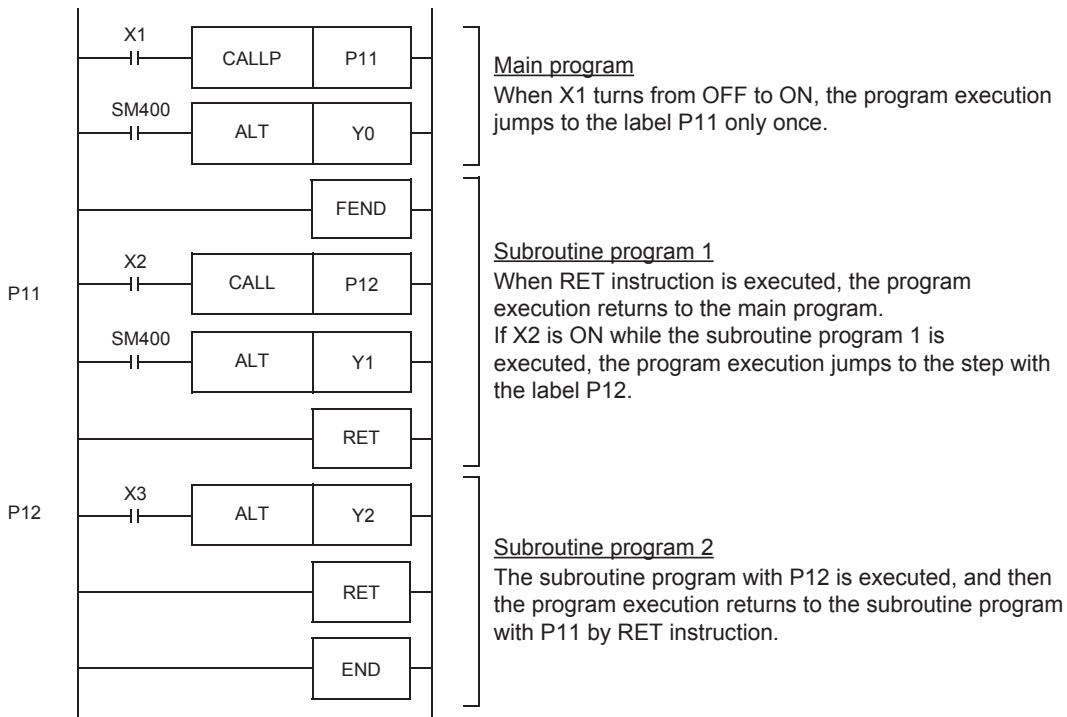 X1
CALLP P11
SM400
ALT Y0
Main program
When X1 turns from OFF to ON, the program execution
jumps to the label P11 only once.
FEND
P11
X2
CALL P12
SM400
ALT Y1
RET
Subroutine program 1
When RET instruction is executed, the program
execution returns to the main program.
If X2 is ON while the subroutine program 1 is
executed, the program execution jumps to the step with
the label P12.
P12
X3
ALT Y2
RET
END
Subroutine program 2
The subroutine program with P12 is executed, and then
the program execution returns to the subroutine program
with P11 by RET instruction.